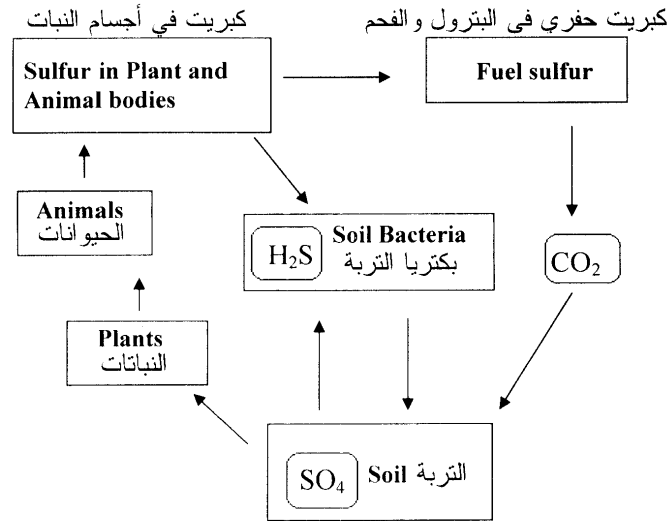 كبريت في أجسام النبات
كبريت حفري في البترول والفحم
Sulfur in Plant and
Animal bodies
Fuel sulfur
Animals
الحيوانات
H₂S
Soil Bacteria
بكتريا التربة
CO₂
Plants
النباتات
SO₄ Soil التربة